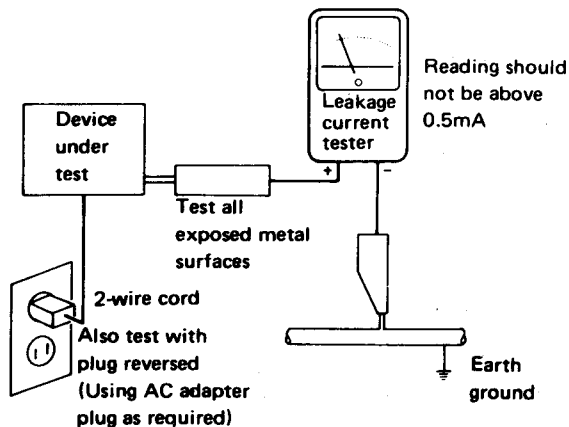 Device
under
test
Leakage
current
tester
+ −
Reading should
not be above
0.5mA
Test all
exposed metal
surfaces
2-wire cord
Also test with
plug reversed
(Using AC adapter
plug as required)
Earth
ground